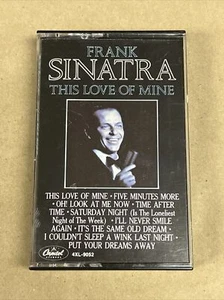 FRANK
SINATRA
THIS LOVE OF MINE
THIS LOVE OF MINE • FIVE MINUTES MORE
• OH! LOOK AT ME NOW • TIME AFTER
TIME • SATURDAY NIGHT (Is The Loneliest
Night of The Week) • I'LL NEVER SMILE
AGAIN • IT'S THE SAME OLD DREAM •
I COULDN'T SLEEP A WINK LAST NIGHT •
PUT YOUR DREAMS AWAY
Capitol
4XL-9052